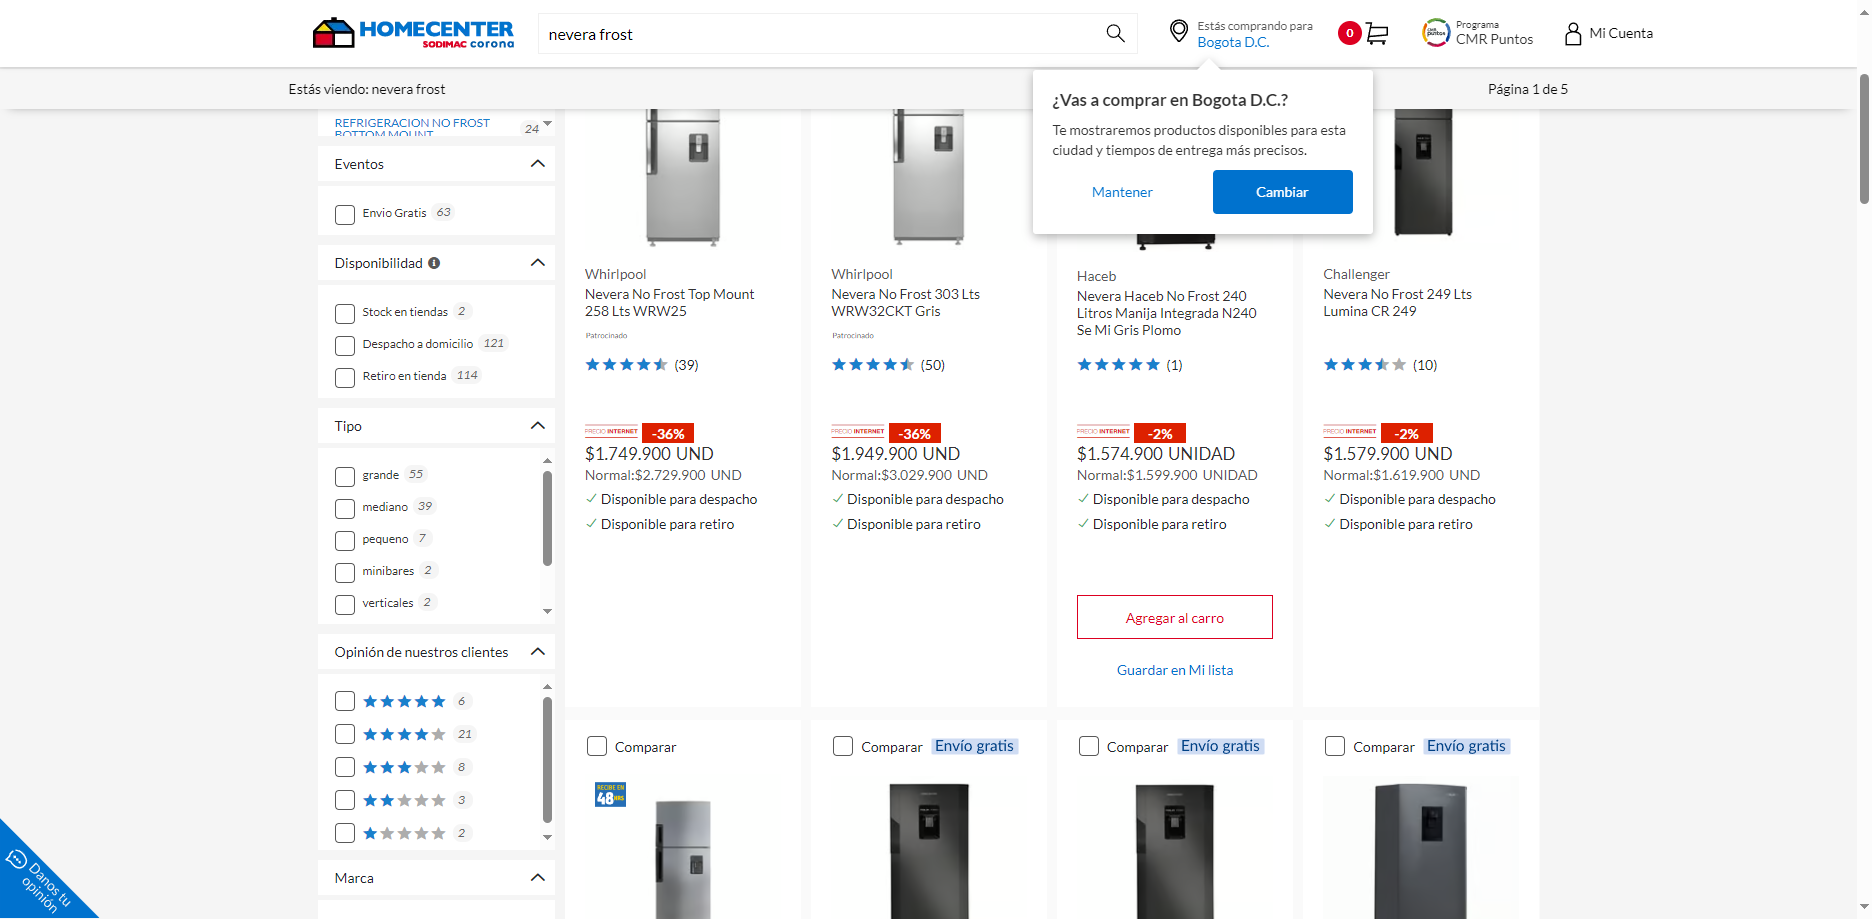 HOMECENTER
SODIMAC corona
nevera frost
Estás comprando para
Bogota D.C.
0
Programa
CMR Puntos
Mi Cuenta
Estás viendo: nevera frost
Página 1 de 5
¿Vas a comprar en Bogota D.C.?
Te mostraremos productos disponibles para esta
ciudad y tiempos de entrega más precisos.
Mantener
Cambiar
REFRIGERACION NO FROST
BOTTOM MOUNT
24
Eventos
Envio Gratis 63
Disponibilidad
Stock en tiendas 2
Despacho a domicilio 121
Retiro en tienda 114
Tipo
grande 55
mediano 39
pequeno 7
minibares 2
verticales 2
Opinión de nuestros clientes
6
21
8
3
2
Marca
Danos tu
opinión
Whirlpool
Nevera No Frost Top Mount
258 Lts WRW25
Patrocinado
(39)
PRECIO INTERNET -36%
$1.749.900 UND
Normal:$2.729.900 UND
Disponible para despacho
Disponible para retiro
Whirlpool
Nevera No Frost 303 Lts
WRW32CKT Gris
Patrocinado
(50)
PRECIO INTERNET -36%
$1.949.900 UND
Normal:$3.029.900 UND
Disponible para despacho
Disponible para retiro
Haceb
Nevera Haceb No Frost 240
Litros Manija Integrada N240
Se Mi Gris Plomo
(1)
PRECIO INTERNET -2%
$1.574.900 UNIDAD
Normal:$1.599.900 UNIDAD
Disponible para despacho
Disponible para retiro
Agregar al carro
Guardar en Mi lista
Challenger
Nevera No Frost 249 Lts
Lumina CR 249
(10)
PRECIO INTERNET -2%
$1.579.900 UND
Normal:$1.619.900 UND
Disponible para despacho
Disponible para retiro
Comparar
RECIBE EN
48HRS
Comparar Envío gratis
Comparar Envío gratis
Comparar Envío gratis